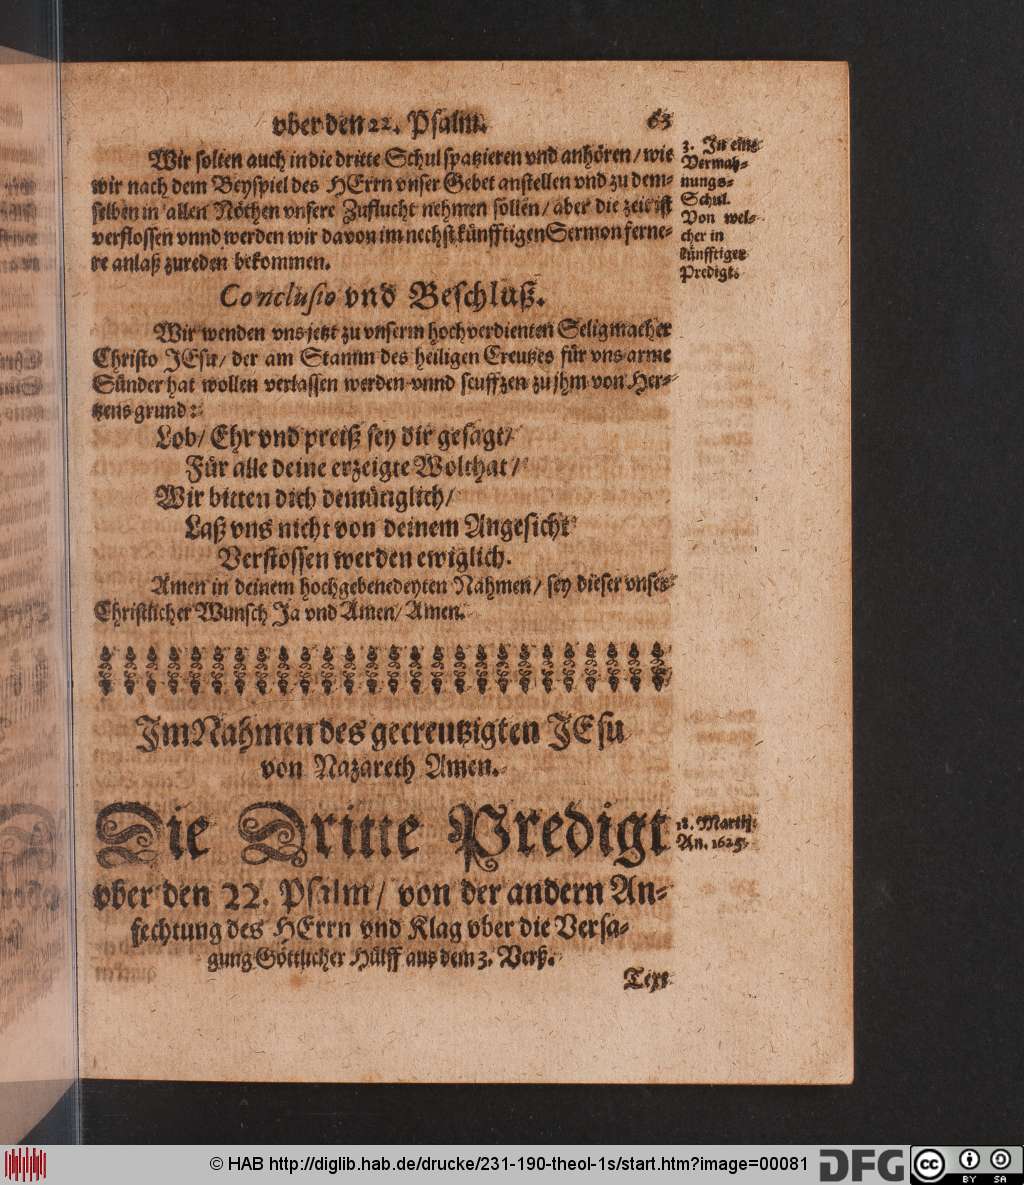 vber den 22. Psalm. 65
Wir solten auch in die dritte Schul spatzieren vnd anhören/ wie
wir nach dem Beyspiel des HErrn vnser Gebet anstellen vnd zu dem-
selben in allen Nöthen vnsere Zuflucht nehmen sollen/ aber die zeit ist
verflossen vnnd werden wir davon im nechst künfftigen Sermon ferne-
re anlaß zureden bekommen.
3. In eine
Vermah-
nungs-
Schul.
Von wel-
cher in
künfftiger
Predigt.
Conclusio vnd Beschluß.
Wir wenden vns jetzt zu vnserm hochverdienten Seligmacher
Christo JEsu/ der am Stamm des heiligen Creutzes für vns arme
Sünder hat wollen verlassen werden vnnd seuffzen zu jhm von Her-
tzens grund:
Lob/ Ehr vnd preiß sey dir gesagt/
Für alle deine erzeigte Wolthat/
Wir bitten dich demütiglich/
Laß vns nicht von deinem Angesicht
Verstossen werden ewiglich.
Amen in deinem hochgebenedeyten Nahmen/ sey dieser vnser
Christlicher Wunsch Ja vnd Amen/ Amen.
Im Nahmen des gecreutzigten JEsu
von Nazareth Amen.
Die Dritte Predigt
18. Martij
An. 1625.
vber den 22. Psalm/ von der andern An-
fechtung des HErrn vnd Klag vber die Versa-
gung Göttlicher Hülff aus dem 3. Verß.
Text
© HAB http://diglib.hab.de/drucke/231-190-theol-1s/start.htm?image=00081
DFG
cc BY SA